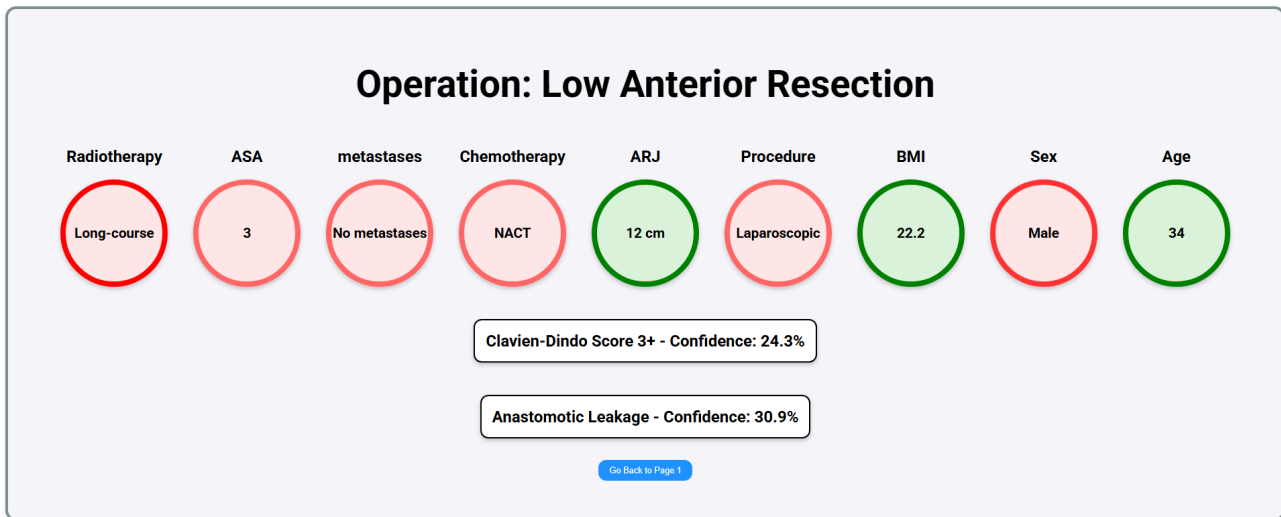 Operation: Low Anterior Resection
Radiotherapy ASA metastases Chemotherapy ARJ Procedure BMI Sex Age
Long-course 3 No metastases NACT 12 cm Laparoscopic 22.2 Male 34
Clavien-Dindo Score 3+ - Confidence: 24.3%
Anastomotic Leakage - Confidence: 30.9%
Go Back to Page 1